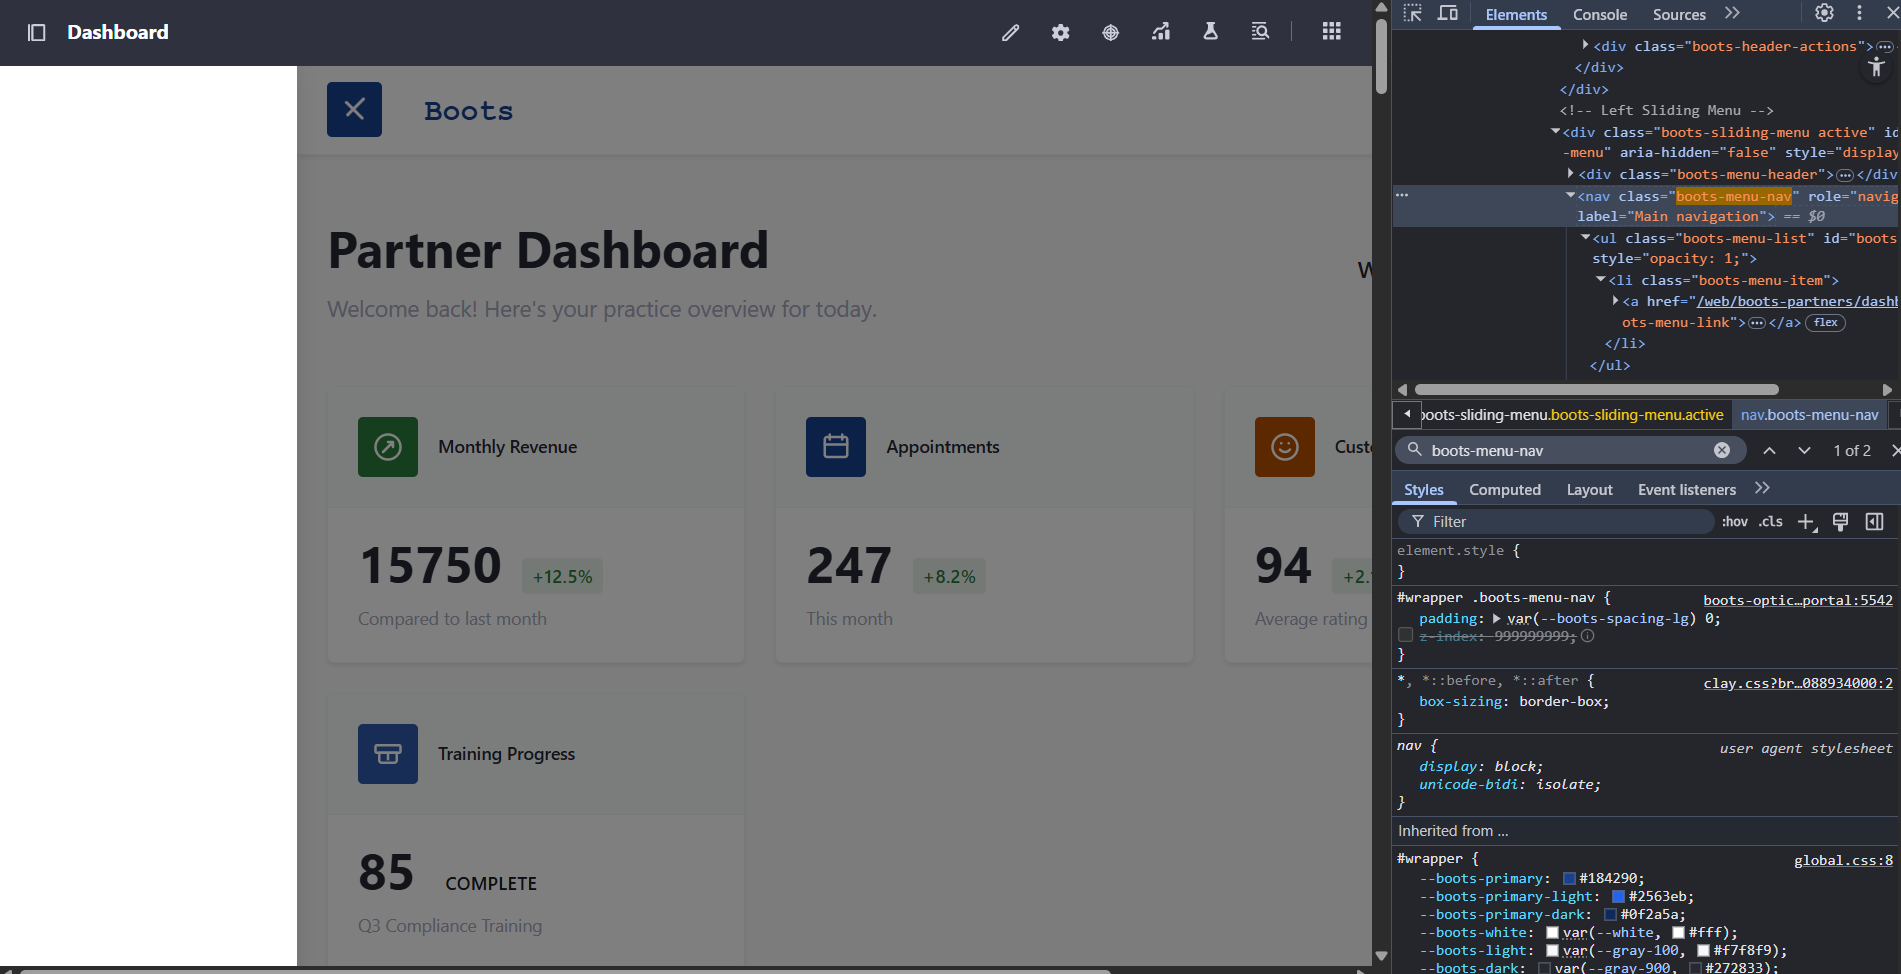 Dashboard
Boots
Partner Dashboard
W
Welcome back! Here's your practice overview for today.
Monthly Revenue
Appointments
Custo
15750 +12.5%
247 +8.2%
94 +2.
Compared to last month
This month
Average rating
Training Progress
85 COMPLETE
Q3 Compliance Training
Elements Console Sources
<div class="boots-header-actions">
</div>
</div>
<!-- Left Sliding Menu -->
<div class="boots-sliding-menu active" id
-menu" aria-hidden="false" style="display
<div class="boots-menu-header"> </div
<nav class="boots-menu-nav" role="navig
label="Main navigation"> == $0
<ul class="boots-menu-list" id="boots
style="opacity: 1;">
<li class="boots-menu-item">
<a href="/web/boots-partners/dashb
ots-menu-link"> </a> flex
</li>
</ul>
boots-sliding-menu.boots-sliding-menu.active nav.boots-menu-nav
boots-menu-nav 1 of 2
Styles Computed Layout Event listeners
Filter :hov .cls
element.style {
}
#wrapper .boots-menu-nav { boots-optic…portal:5542
padding: var(--boots-spacing-lg) 0;
z-index: 999999999;
}
*, *::before, *::after { clay.css?br…088934000:2
box-sizing: border-box;
}
nav { user agent stylesheet
display: block;
unicode-bidi: isolate;
}
Inherited from ...
#wrapper { global.css:8
--boots-primary: #184290;
--boots-primary-light: #2563eb;
--boots-primary-dark: #0f2a5a;
--boots-white: var(--white, #fff);
--boots-light: var(--gray-100, #f7f8f9);
--boots-dark: var(--gray-900, #272833);